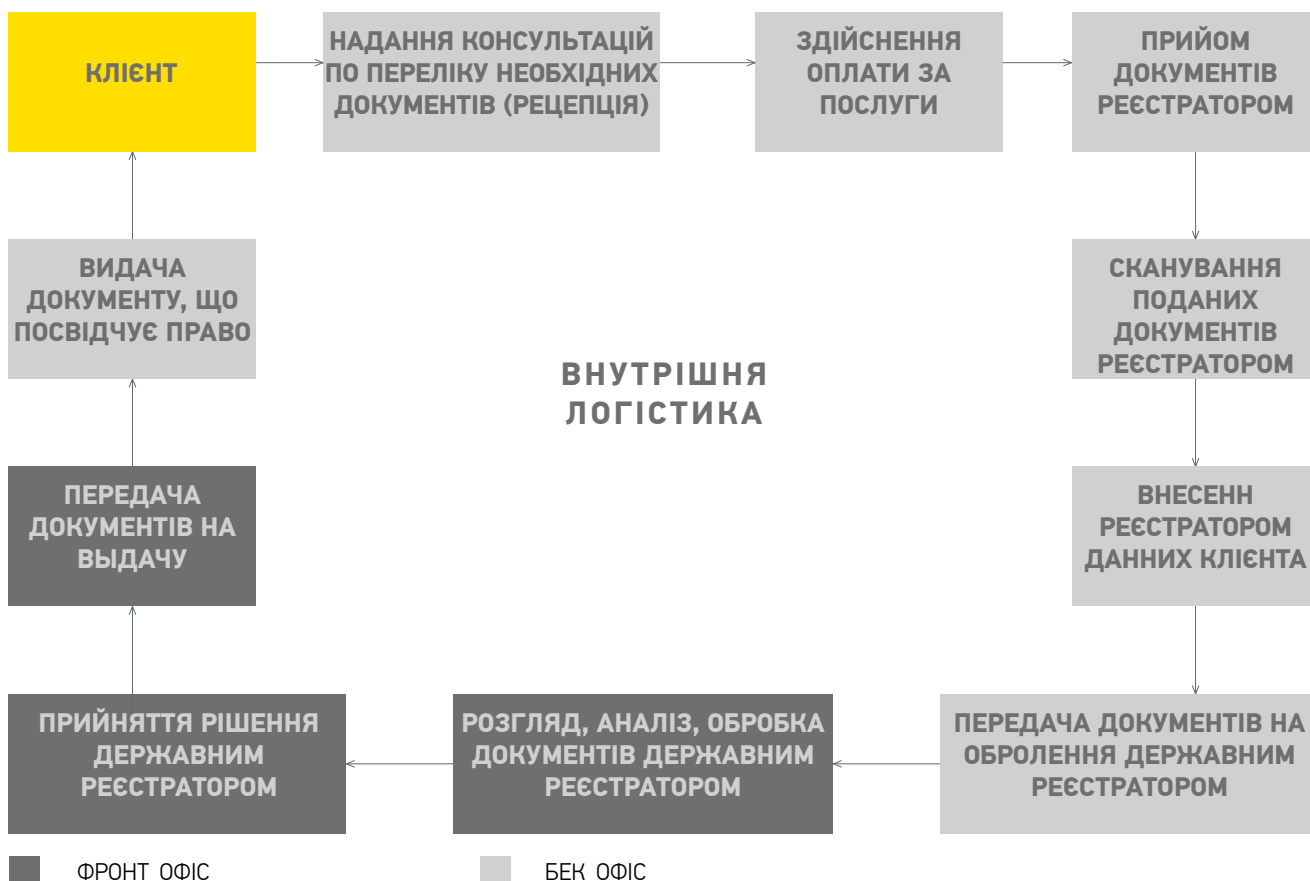 КЛІЄНТ
НАДАННЯ КОНСУЛЬТАЦІЙ
ПО ПЕРЕЛІКУ НЕОБХІДНИХ
ДОКУМЕНТІВ (РЕЦЕПЦІЯ)
ЗДІЙСНЕННЯ
ОПЛАТИ ЗА
ПОСЛУГИ
ПРИЙОМ
ДОКУМЕНТІВ
РЕЄСТРАТОРОМ
СКАНУВАННЯ
ПОДАНИХ
ДОКУМЕНТІВ
РЕЄСТРАТОРОМ
ВНЕСЕНН
РЕЄСТРАТОРОМ
ДАННИХ КЛІЄНТА
ПЕРЕДАЧА ДОКУМЕНТІВ НА
ОБРОЛЕННЯ ДЕРЖАВНИМ
РЕЄСТРАТОРОМ
РОЗГЛЯД, АНАЛІЗ, ОБРОБКА
ДОКУМЕНТІВ ДЕРЖАВНИМ
РЕЄСТРАТОРОМ
ПРИЙНЯТТЯ РІШЕННЯ
ДЕРЖАВНИМ
РЕЄСТРАТОРОМ
ПЕРЕДАЧА
ДОКУМЕНТІВ НА
ВЫДАЧУ
ВИДАЧА
ДОКУМЕНТУ, ЩО
ПОСВІДЧУЄ ПРАВО
ВНУТРІШНЯ
ЛОГІСТИКА
ФРОНТ ОФІС
БЕК ОФІС